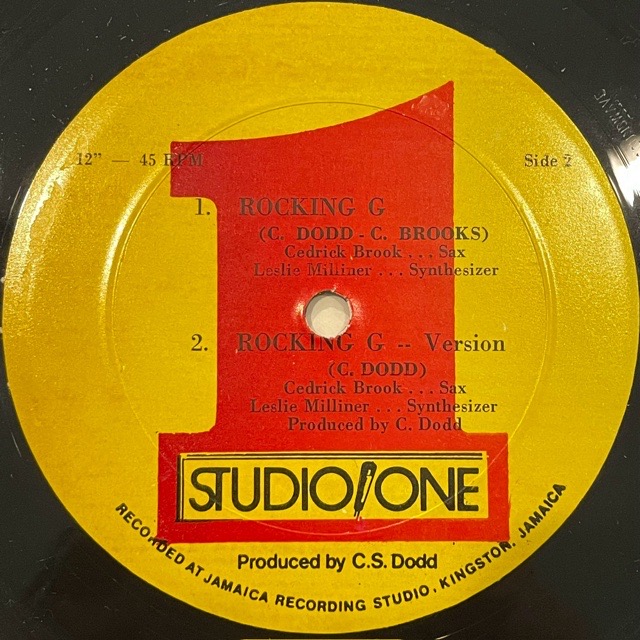 12” — 45 RPM
Side 2
1. ROCKING G
(C. DODD - C. BROOKS)
Cedrick Brook . . . Sax
Leslie Milliner . . . Synthesizer
2. ROCKING G -- Version
(C. DODD)
Cedrick Brook . . . Sax
Leslie Milliner . . . Synthesizer
Produced by C. Dodd
STUDIO ONE
Produced by C.S. Dodd
RECORDED AT JAMAICA RECORDING STUDIO, KINGSTON, JAMAICA